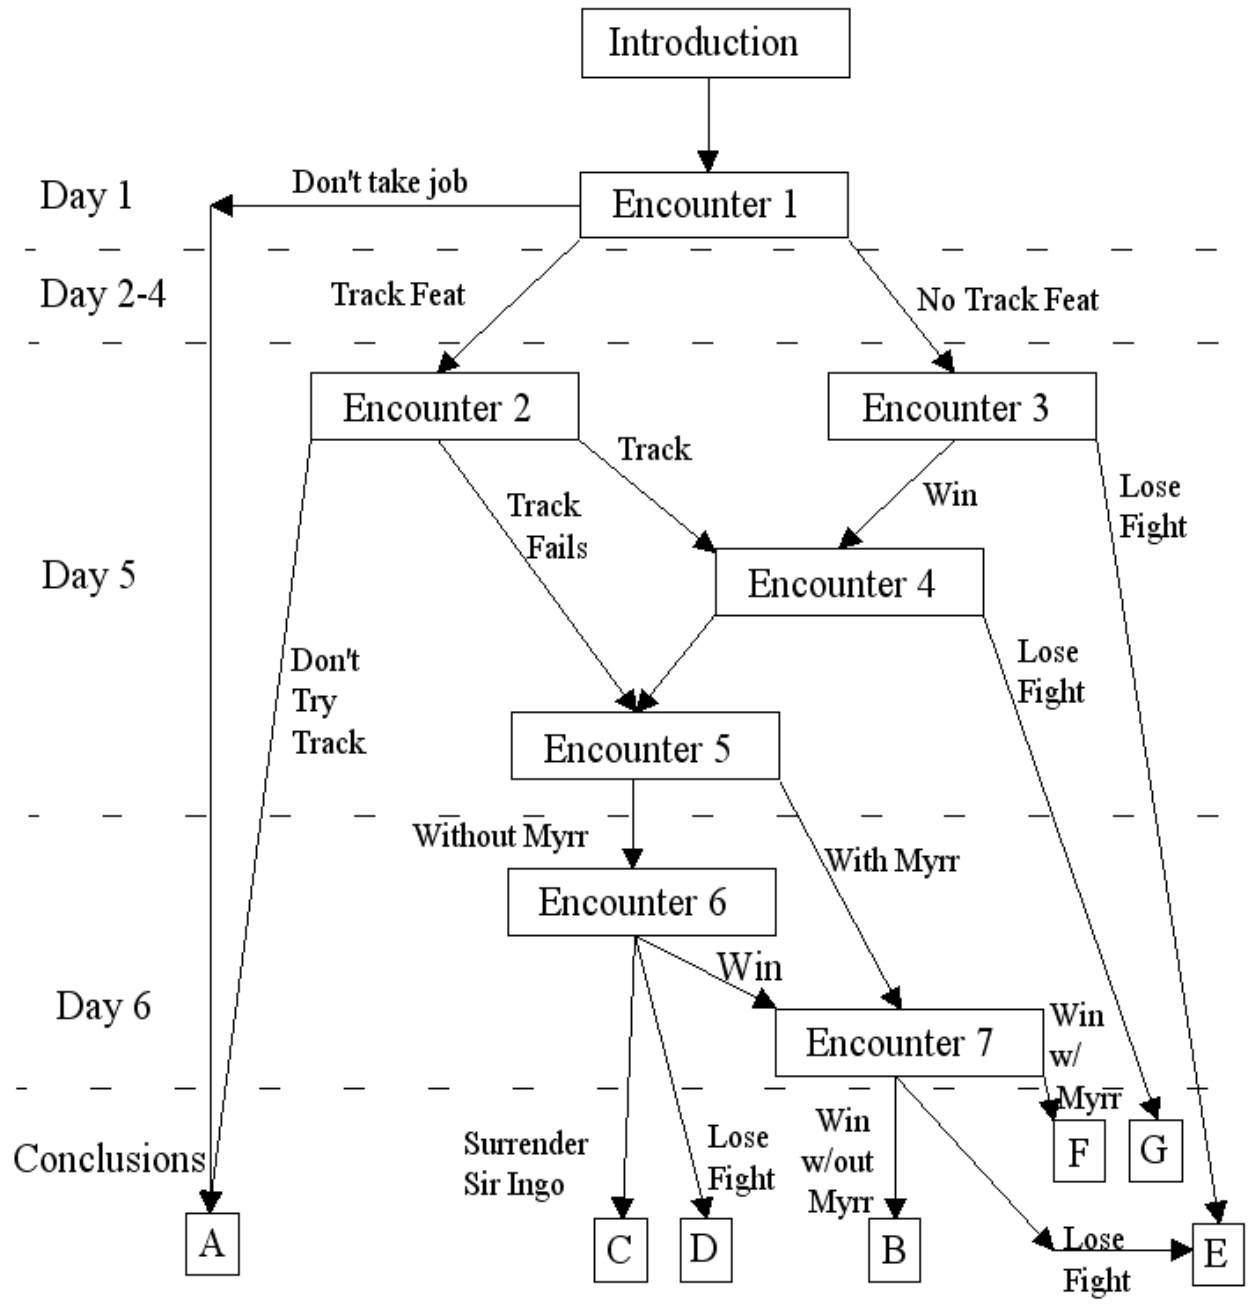 Introduction
Don't take job
Day 1
Encounter 1
Day 2-4
Track Feat
No Track Feat
Encounter 2
Encounter 3
Track
Win
Lose
Fight
Track
Fails
Day 5
Encounter 4
Don't
Try
Track
Lose
Fight
Encounter 5
Without Myrr
With Myrr
Encounter 6
Win
Day 6
Encounter 7
Win
w/
Myrr
Conclusions
Surrender
Sir Ingo
Lose
Fight
Win
w/out
Myrr
F
G
Lose
Fight
A
C
D
B
E